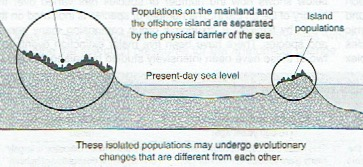 Populations on the mainland and
the offshore island are separated
by the physical barrier of the sea.
Island
populations
Present-day sea level
These isolated populations may undergo evolutionary
changes that are different from each other.